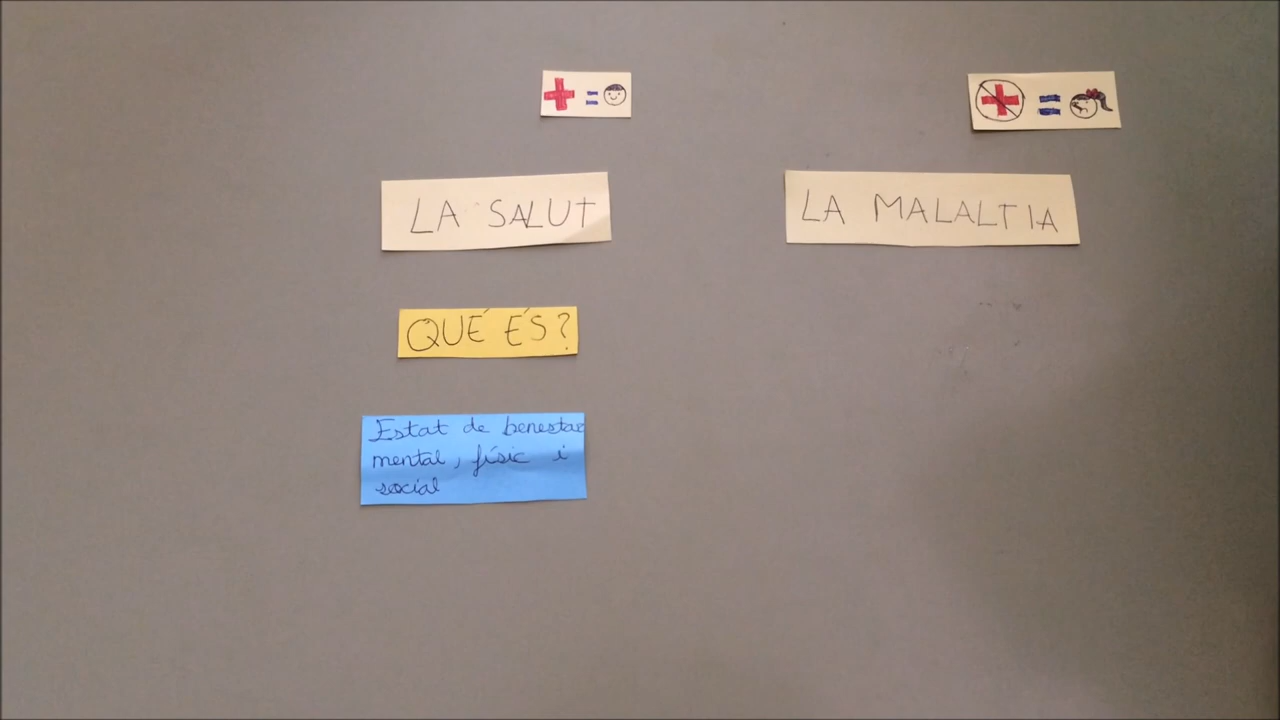 LA SALUT
LA MALALTIA
QUÉ ÉS?
Estat de benestar
mental, físic i
social